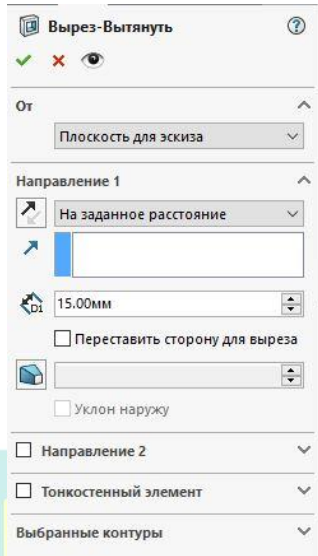 Вырез-Вытянуть
От
Плоскость для эскиза
Направление 1
На заданное расстояние
D1
15.00мм
Переставить сторону для выреза
Уклон наружу
Направление 2
Тонкостенный элемент
Выбранные контуры